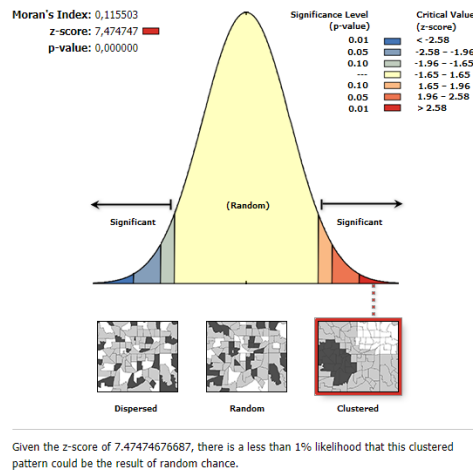 Moran's Index: 0,115503
z-score: 7,474747
p-value: 0,000000
Significance Level
(p-value)
Critical Value
(z-score)
0.01 < -2.58
0.05 -2.58 – -1.96
0.10 -1.96 – -1.65
--- -1.65 – 1.65
0.10 1.65 – 1.96
0.05 1.96 – 2.58
0.01 > 2.58
(Random)
Significant Significant
Dispersed Random Clustered
Given the z-score of 7.47474676687, there is a less than 1% likelihood that this clustered
pattern could be the result of random chance.